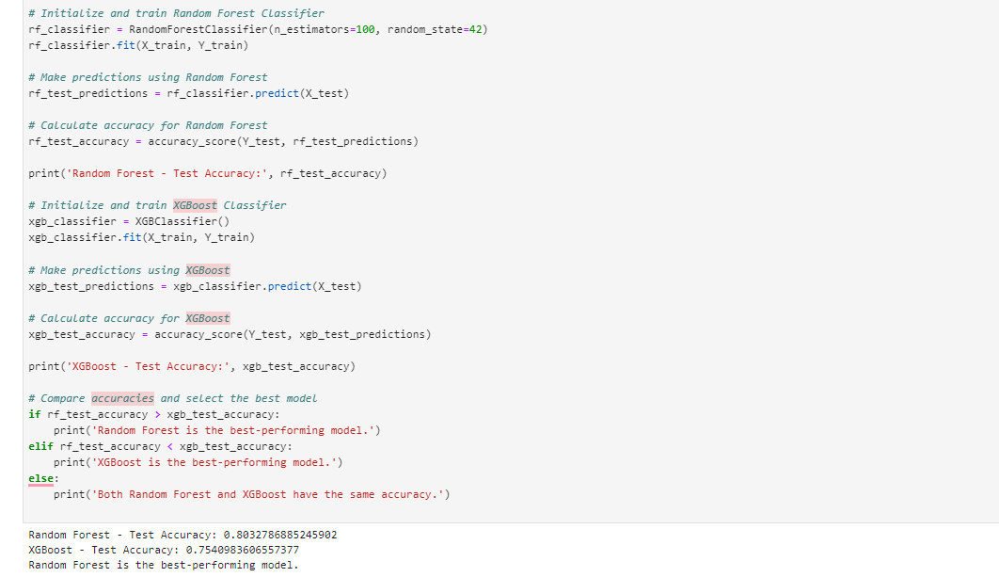 # Initialize and train Random Forest Classifier
rf_classifier = RandomForestClassifier(n_estimators=100, random_state=42)
rf_classifier.fit(X_train, Y_train)
# Make predictions using Random Forest
rf_test_predictions = rf_classifier.predict(X_test)
# Calculate accuracy for Random Forest
rf_test_accuracy = accuracy_score(Y_test, rf_test_predictions)
print('Random Forest - Test Accuracy:', rf_test_accuracy)
# Initialize and train XGBoost Classifier
xgb_classifier = XGBClassifier()
xgb_classifier.fit(X_train, Y_train)
# Make predictions using XGBoost
xgb_test_predictions = xgb_classifier.predict(X_test)
# Calculate accuracy for XGBoost
xgb_test_accuracy = accuracy_score(Y_test, xgb_test_predictions)
print('XGBoost - Test Accuracy:', xgb_test_accuracy)
# Compare accuracies and select the best model
if rf_test_accuracy > xgb_test_accuracy:
    print('Random Forest is the best-performing model.')
elif rf_test_accuracy < xgb_test_accuracy:
    print('XGBoost is the best-performing model.')
else:
    print('Both Random Forest and XGBoost have the same accuracy.')
Random Forest - Test Accuracy: 0.8032786885245902
XGBoost - Test Accuracy: 0.7540983606557377
Random Forest is the best-performing model.